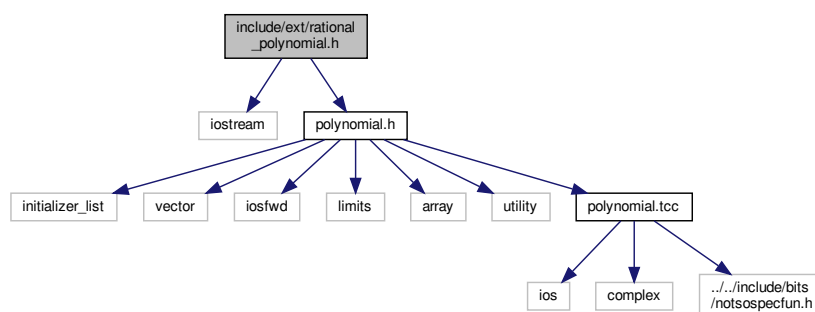 include/ext/rational
_polynomial.h
iostream
polynomial.h
initializer_list
vector
iosfwd
limits
array
utility
polynomial.tcc
ios
complex
../../include/bits
/notsospecfun.h